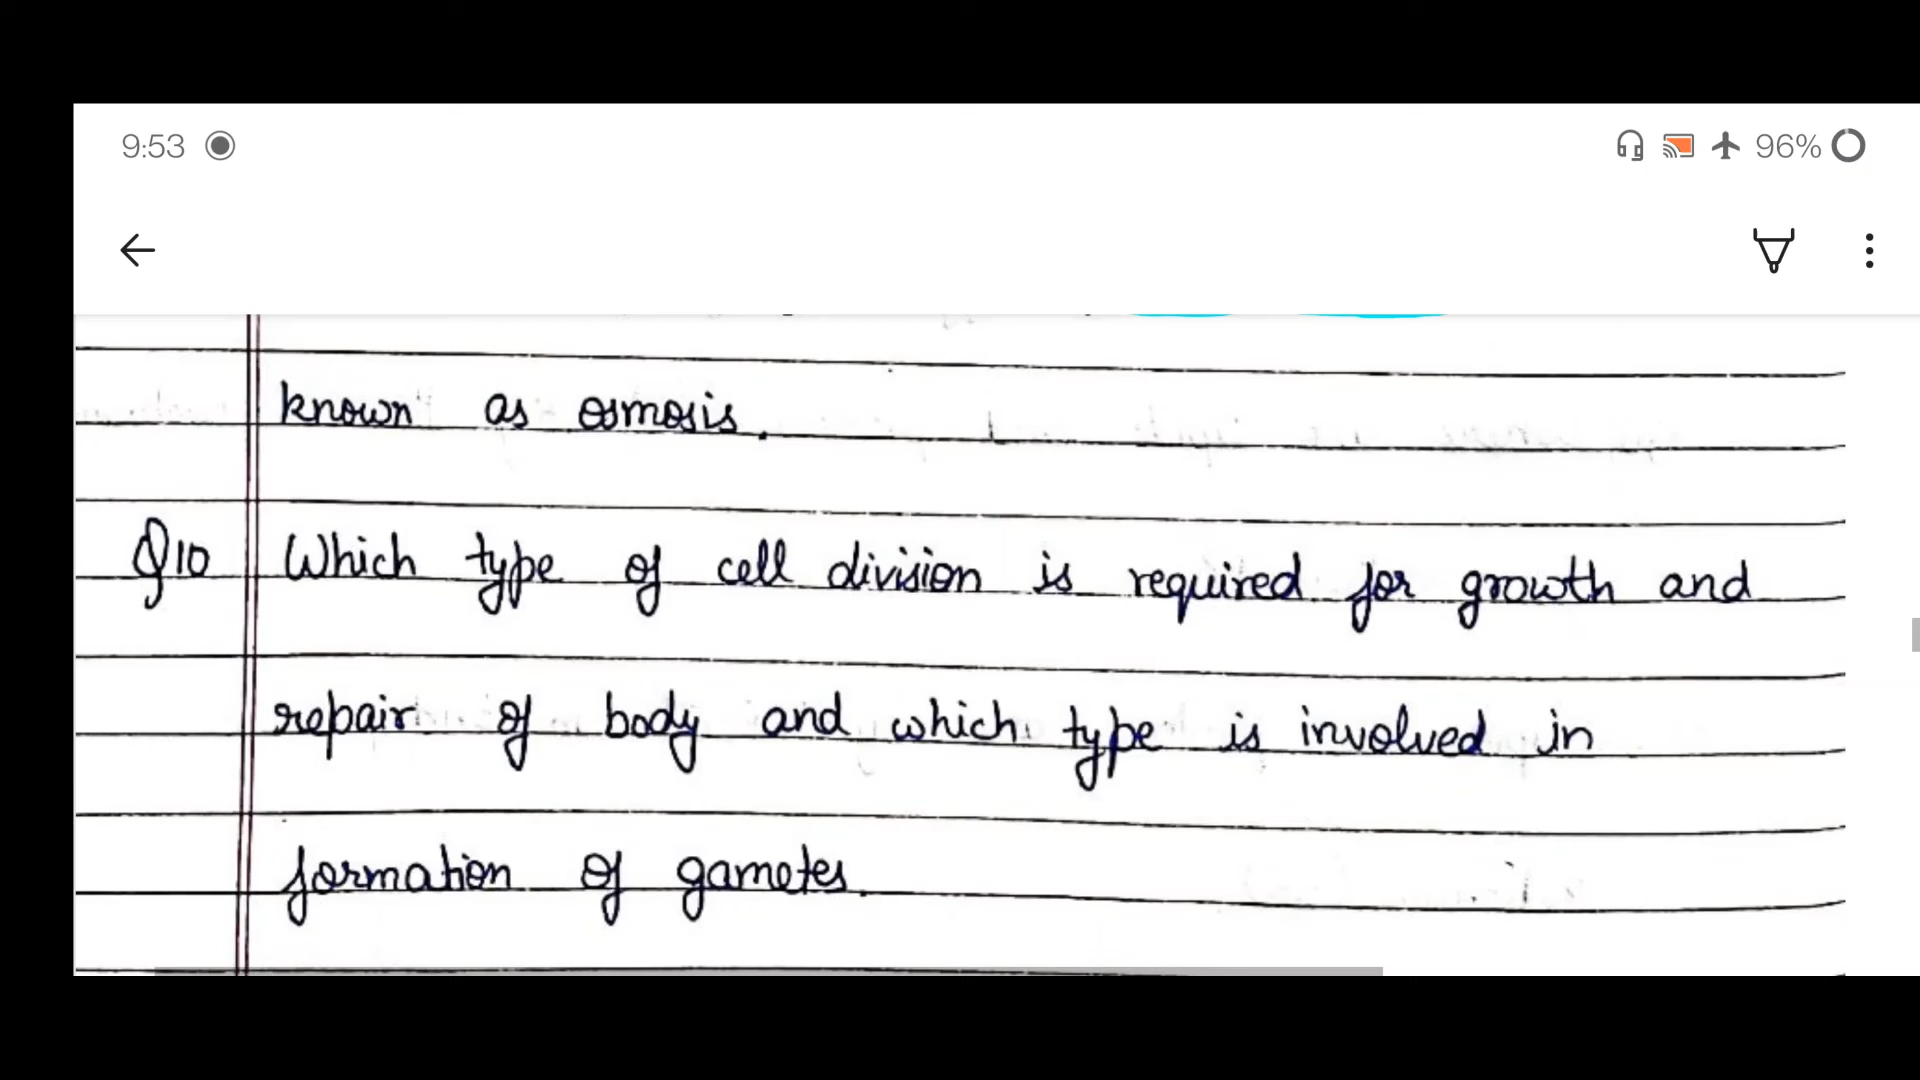 9:53
96%
known as osmosis.
Q10 Which type of cell division is required for growth and
repair of body and which type is involved in
formation of gametes.